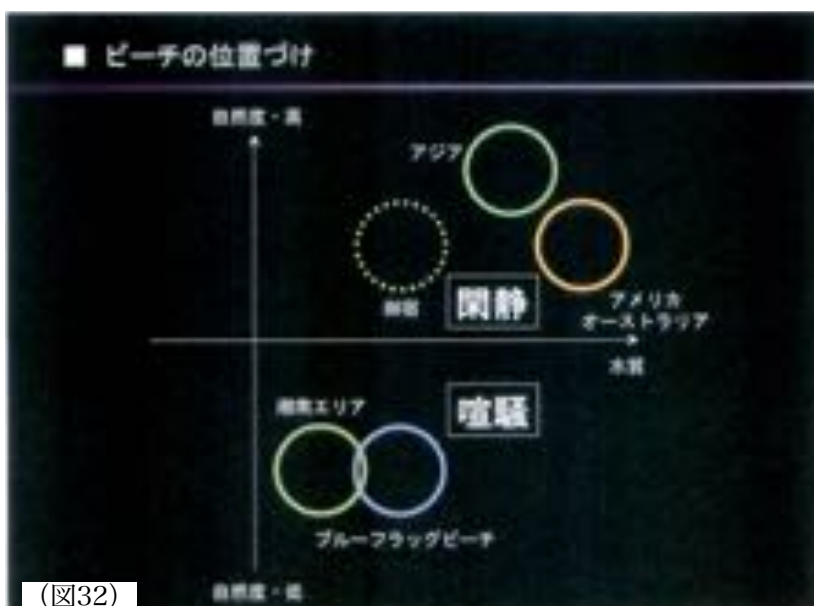 ■ ビーチの位置づけ
自然度・高
アジア
御宿
閑静
アメリカ
オーストラリア
水質
湘南エリア
喧騒
ブルーフラッグビーチ
自然度・低
(図32)